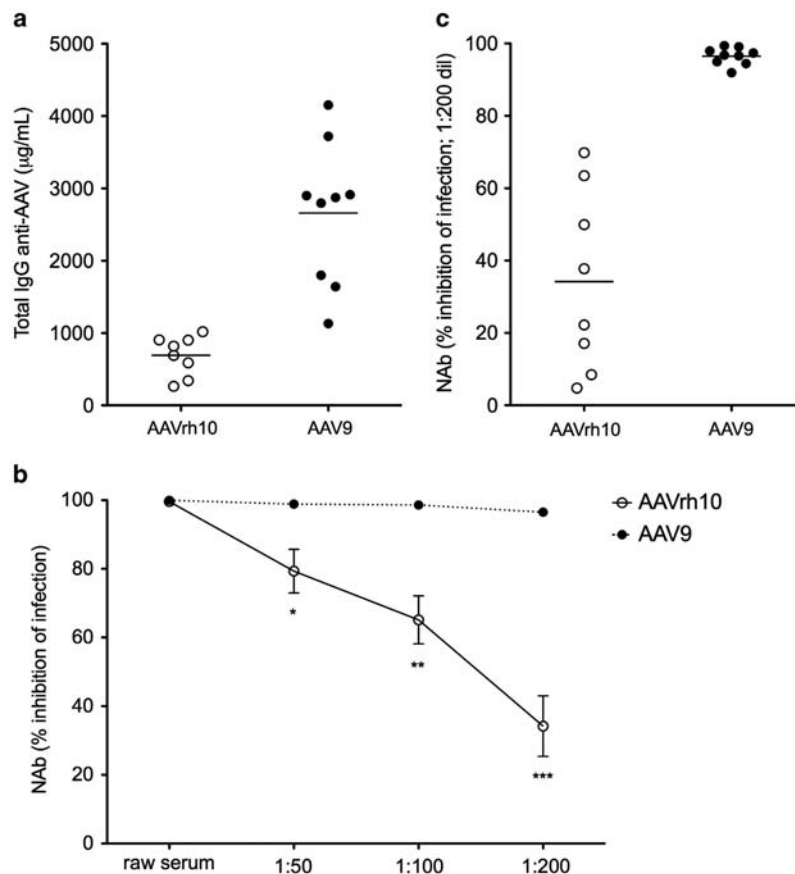 a
Total IgG anti-AAV (µg/mL)
5000
4000
3000
2000
1000
0
AAVrh10 AAV9
c
NAb (% inhibition of infection; 1:200 dil)
100
80
60
40
20
0
AAVrh10 AAV9
b
NAb (% inhibition of infection)
100
80
60
40
20
0
*
**
***
raw serum 1:50 1:100 1:200
AAVrh10
AAV9